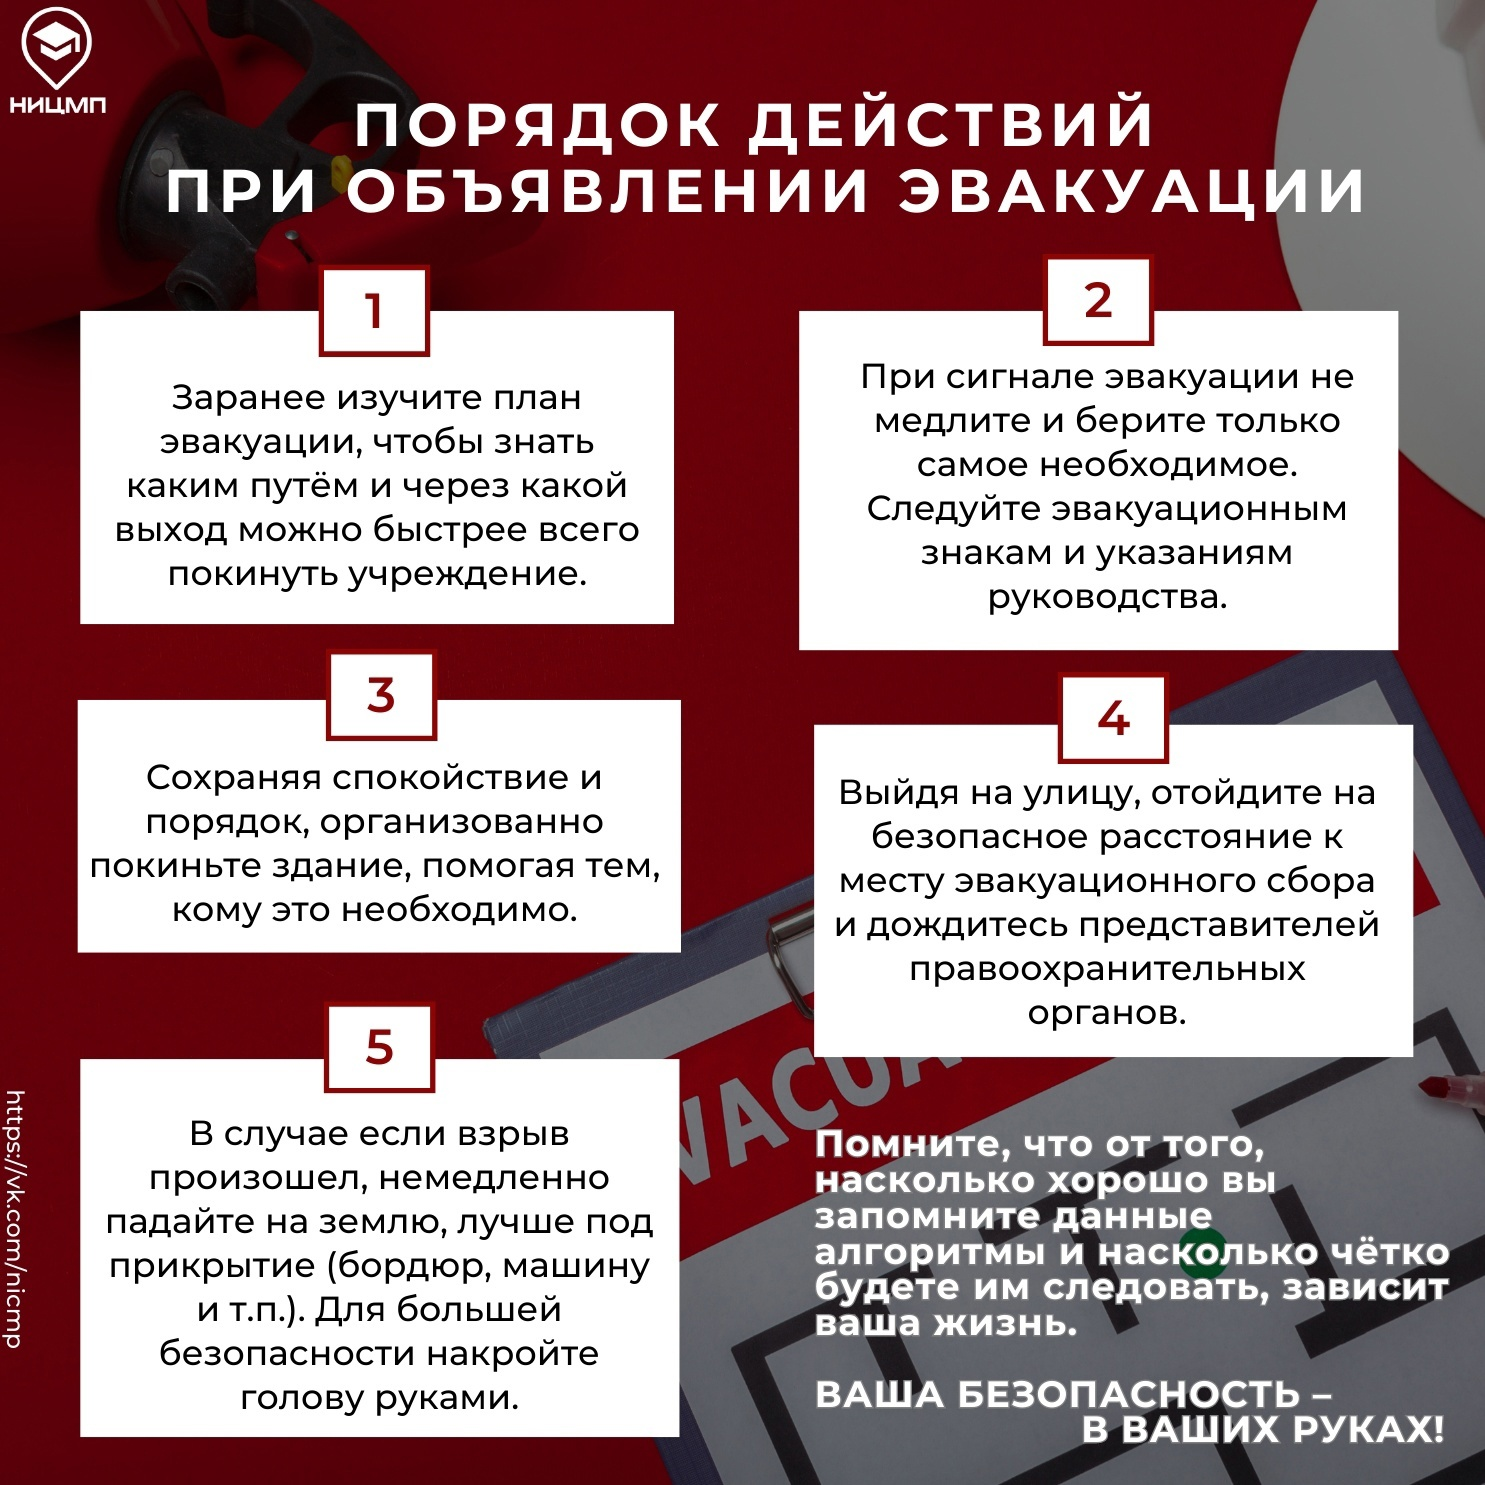 НИЦМП
ПОРЯДОК ДЕЙСТВИЙ
ПРИ ОБЪЯВЛЕНИИ ЭВАКУАЦИИ
1
Заранее изучите план
эвакуации, чтобы знать
каким путём и через какой
выход можно быстрее всего
покинуть учреждение.
2
При сигнале эвакуации не
медлите и берите только
самое необходимое.
Следуйте эвакуационным
знакам и указаниям
руководства.
3
Сохраняя спокойствие и
порядок, организованно
покиньте здание, помогая тем,
кому это необходимо.
4
Выйдя на улицу, отойдите на
безопасное расстояние к
месту эвакуационного сбора
и дождитесь представителей
правоохранительных
органов.
5
В случае если взрыв
произошел, немедленно
падайте на землю, лучше под
прикрытие (бордюр, машину
и т.п.). Для большей
безопасности накройте
голову руками.
VACUA
Помните, что от того,
насколько хорошо вы
запомните данные
алгоритмы и насколько чётко
будете им следовать, зависит
ваша жизнь.
ВАША БЕЗОПАСНОСТЬ –
В ВАШИХ РУКАХ!
https://vk.com/nicmp